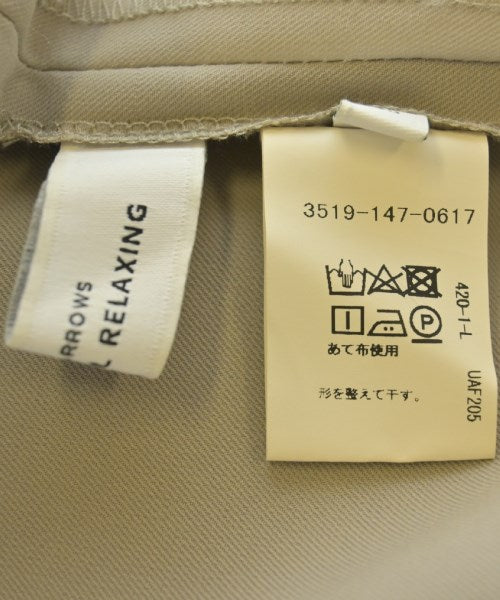 RROWS
L RELAXING
3519-147-0617
あて布使用
形を整えて干す。
420-1-L
UAF205